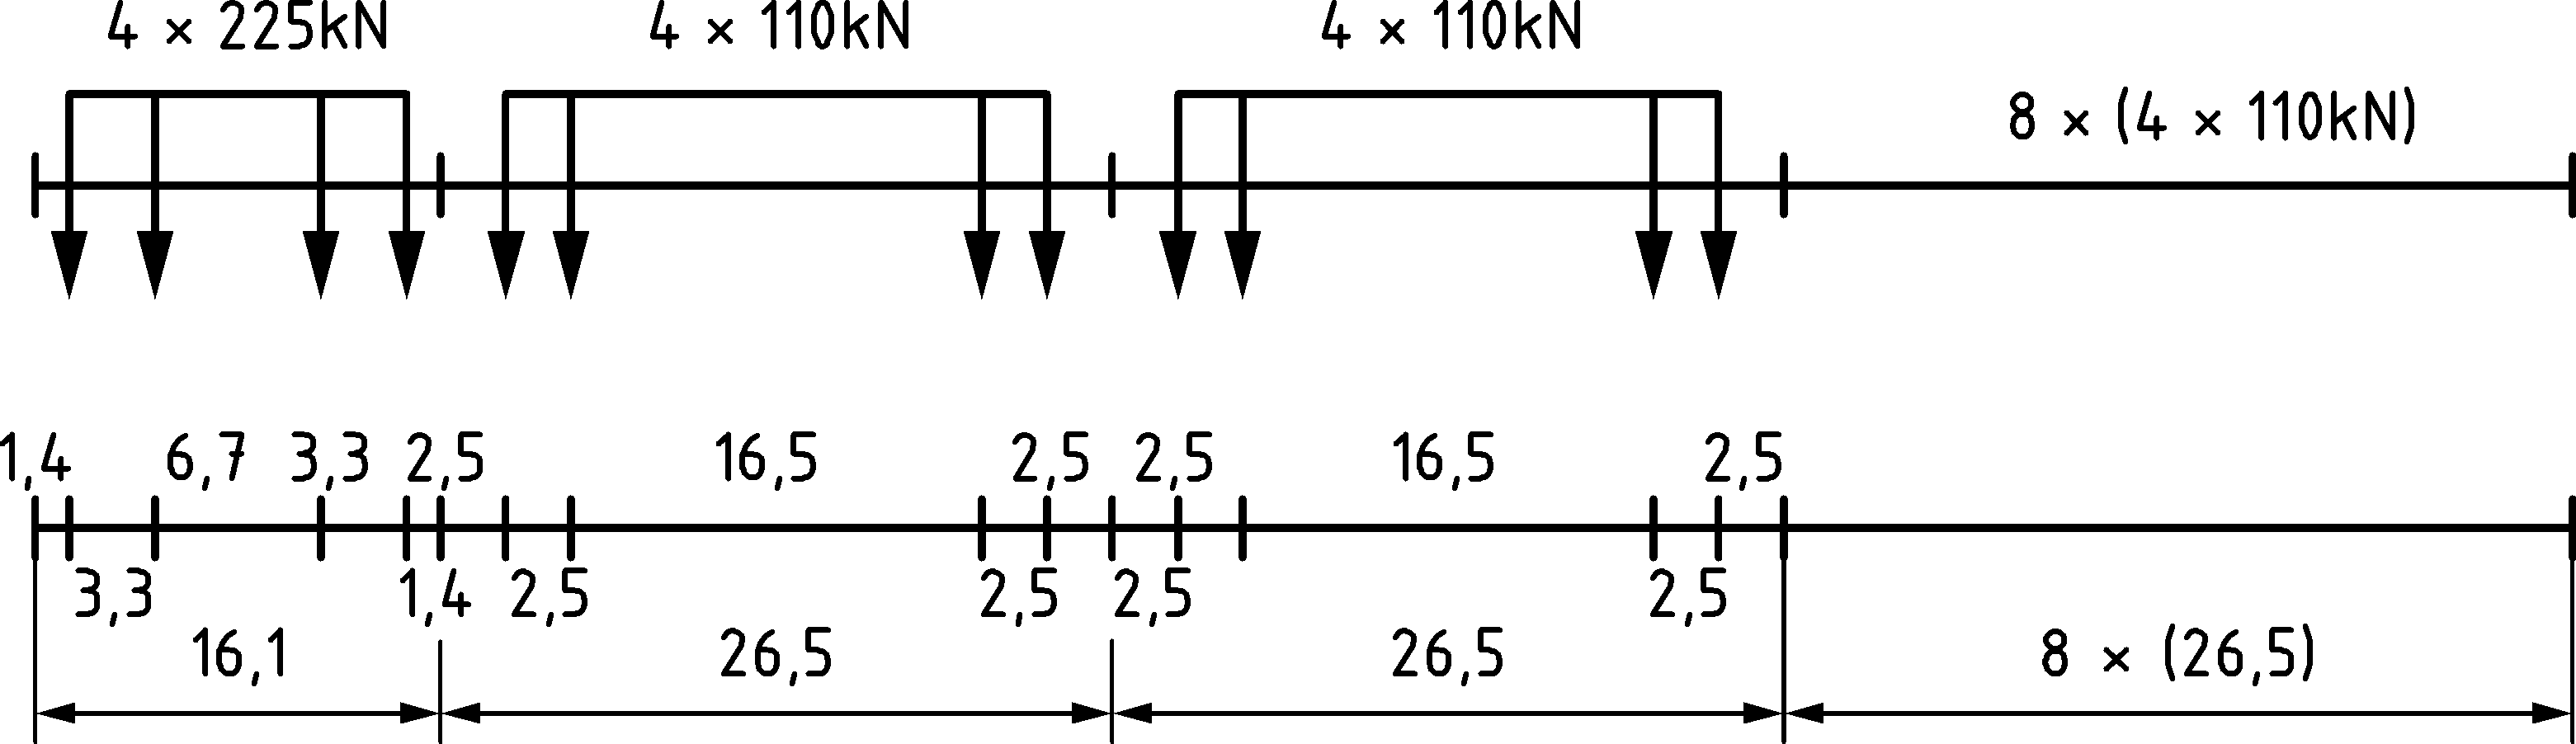 4 × 225kN 4 × 110kN 4 × 110kN
8 × (4 × 110kN)
1,4 6,7 3,3 2,5 16,5 2,5 2,5 16,5 2,5
3,3 1,4 2,5 2,5 2,5 2,5
16,1 26,5 26,5 8 × (26,5)